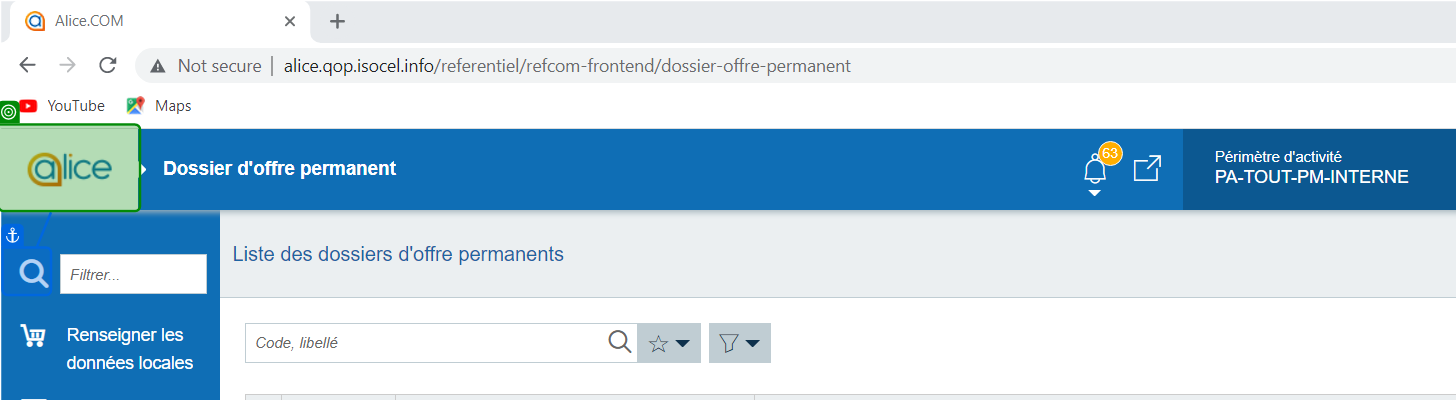 Alice.COM
Not secure alice.qop.isocel.info/referentiel/refcom-frontend/dossier-offre-permanent
YouTube Maps
alice Dossier d'offre permanent 63 Périmètre d'activité
PA-TOUT-PM-INTERNE
Liste des dossiers d'offre permanents
Filtrer...
Renseigner les
données locales
Code, libellé